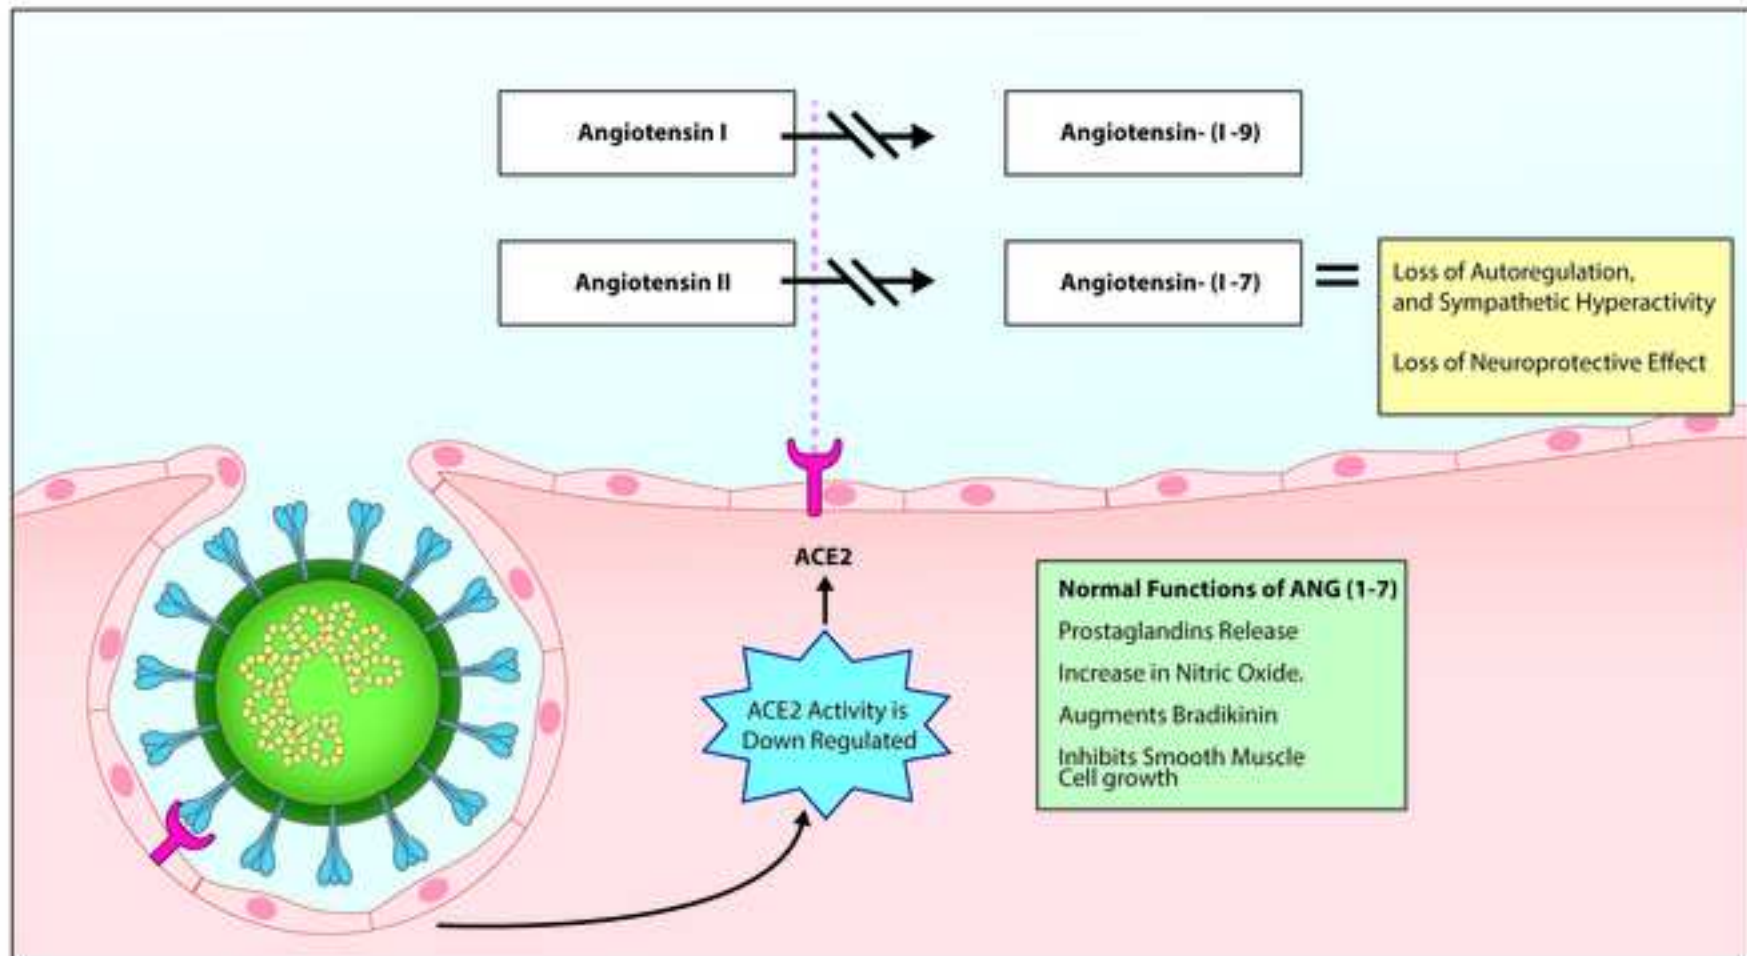 Angiotensin I
Angiotensin- (I -9)
Angiotensin II
Angiotensin- (I -7)
=
Loss of Autoregulation,
and Sympathetic Hyperactivity
Loss of Neuroprotective Effect
ACE2
ACE2 Activity is
Down Regulated
Normal Functions of ANG (1-7)
Prostaglandins Release
Increase in Nitric Oxide.
Augments Bradikinin
Inhibits Smooth Muscle
Cell growth